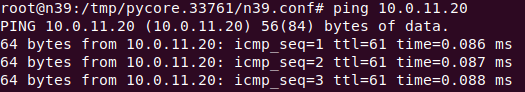 root@n39:/tmp/pycore.33761/n39.conf# ping 10.0.11.20
PING 10.0.11.20 (10.0.11.20) 56(84) bytes of data.
64 bytes from 10.0.11.20: icmp_seq=1 ttl=61 time=0.086 ms
64 bytes from 10.0.11.20: icmp_seq=2 ttl=61 time=0.087 ms
64 bytes from 10.0.11.20: icmp_seq=3 ttl=61 time=0.088 ms